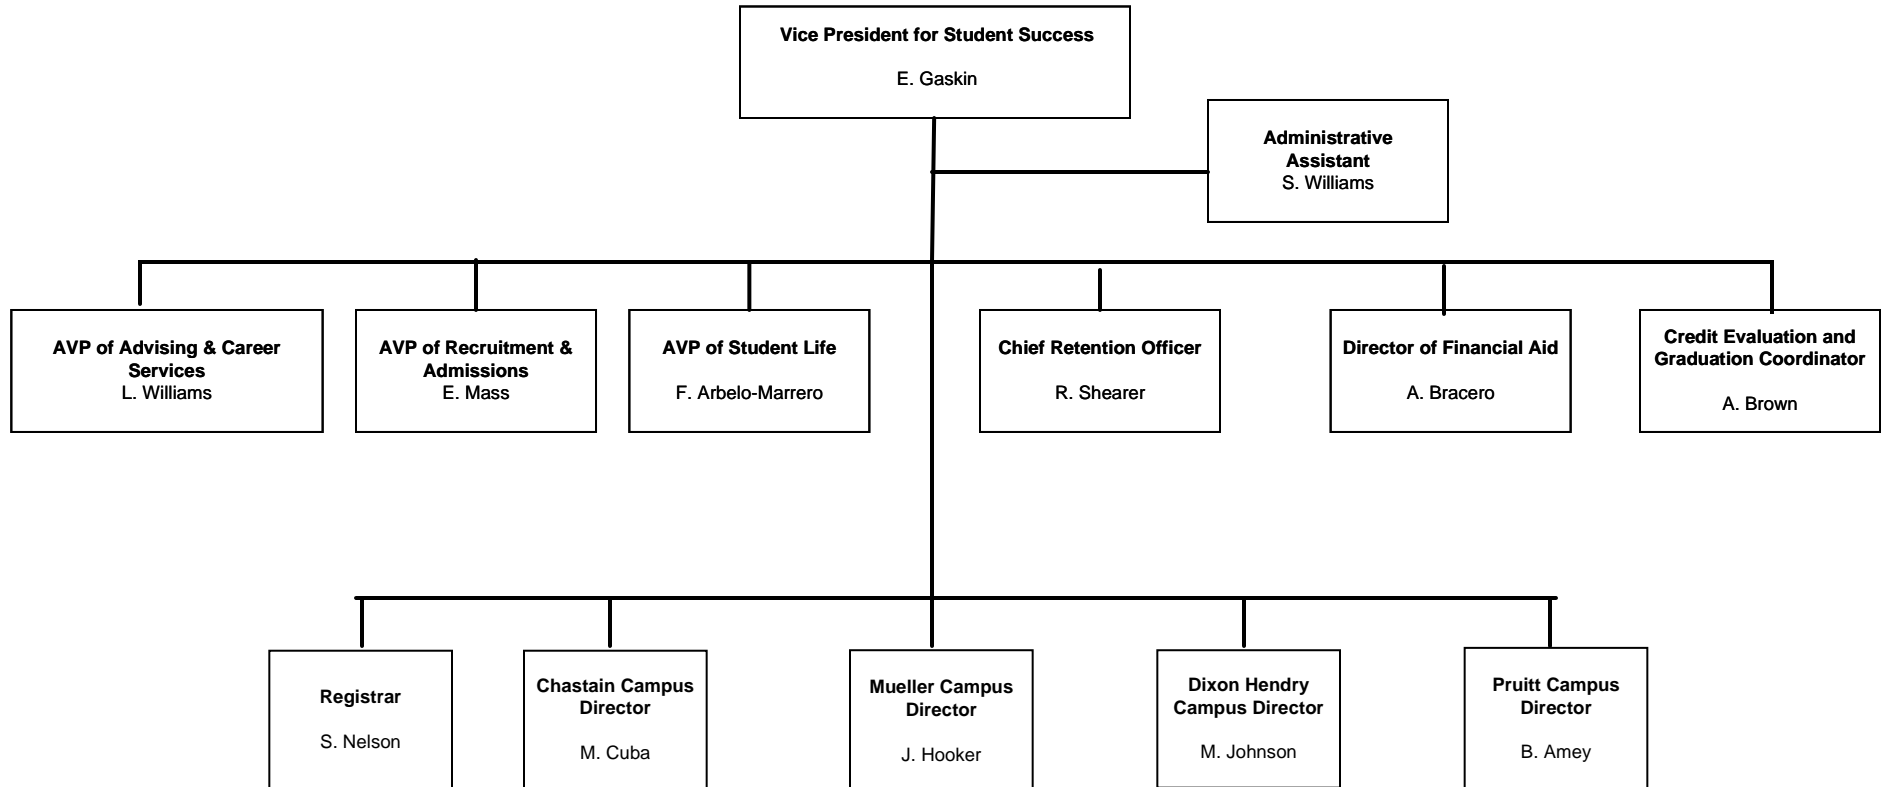 Vice President for Student Success
E. Gaskin
Administrative
Assistant
S. Williams
AVP of Advising & Career
Services
L. Williams
AVP of Recruitment &
Admissions
E. Mass
AVP of Student Life
F. Arbelo-Marrero
Chief Retention Officer
R. Shearer
Director of Financial Aid
A. Bracero
Credit Evaluation and
Graduation Coordinator
A. Brown
Registrar
S. Nelson
Chastain Campus
Director
M. Cuba
Mueller Campus
Director
J. Hooker
Dixon Hendry
Campus Director
M. Johnson
Pruitt Campus
Director
B. Amey